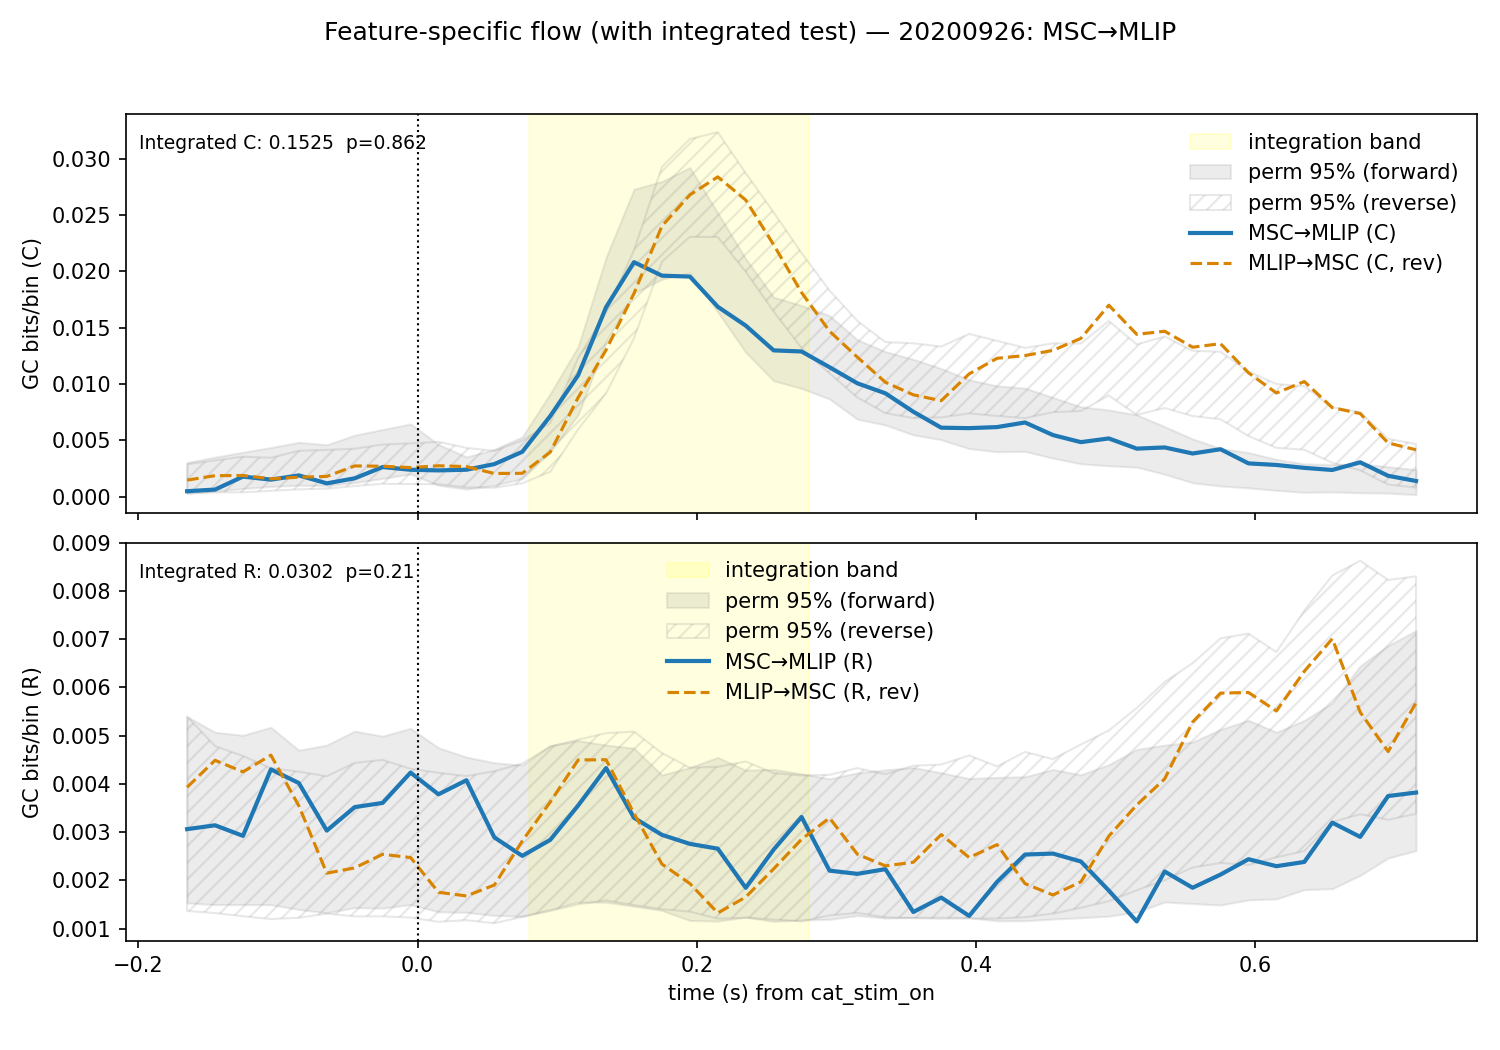 Feature-specific flow (with integrated test) — 20200926: MSC→MLIP
Integrated C: 0.1525  p=0.862
integration band
perm 95% (forward)
perm 95% (reverse)
MSC→MLIP (C)
MLIP→MSC (C, rev)
GC bits/bin (C)
0.030
0.025
0.020
0.015
0.010
0.005
0.000
Integrated R: 0.0302  p=0.21
integration band
perm 95% (forward)
perm 95% (reverse)
MSC→MLIP (R)
MLIP→MSC (R, rev)
GC bits/bin (R)
0.009
0.008
0.007
0.006
0.005
0.004
0.003
0.002
0.001
−0.2
0.0
0.2
0.4
0.6
time (s) from cat_stim_on